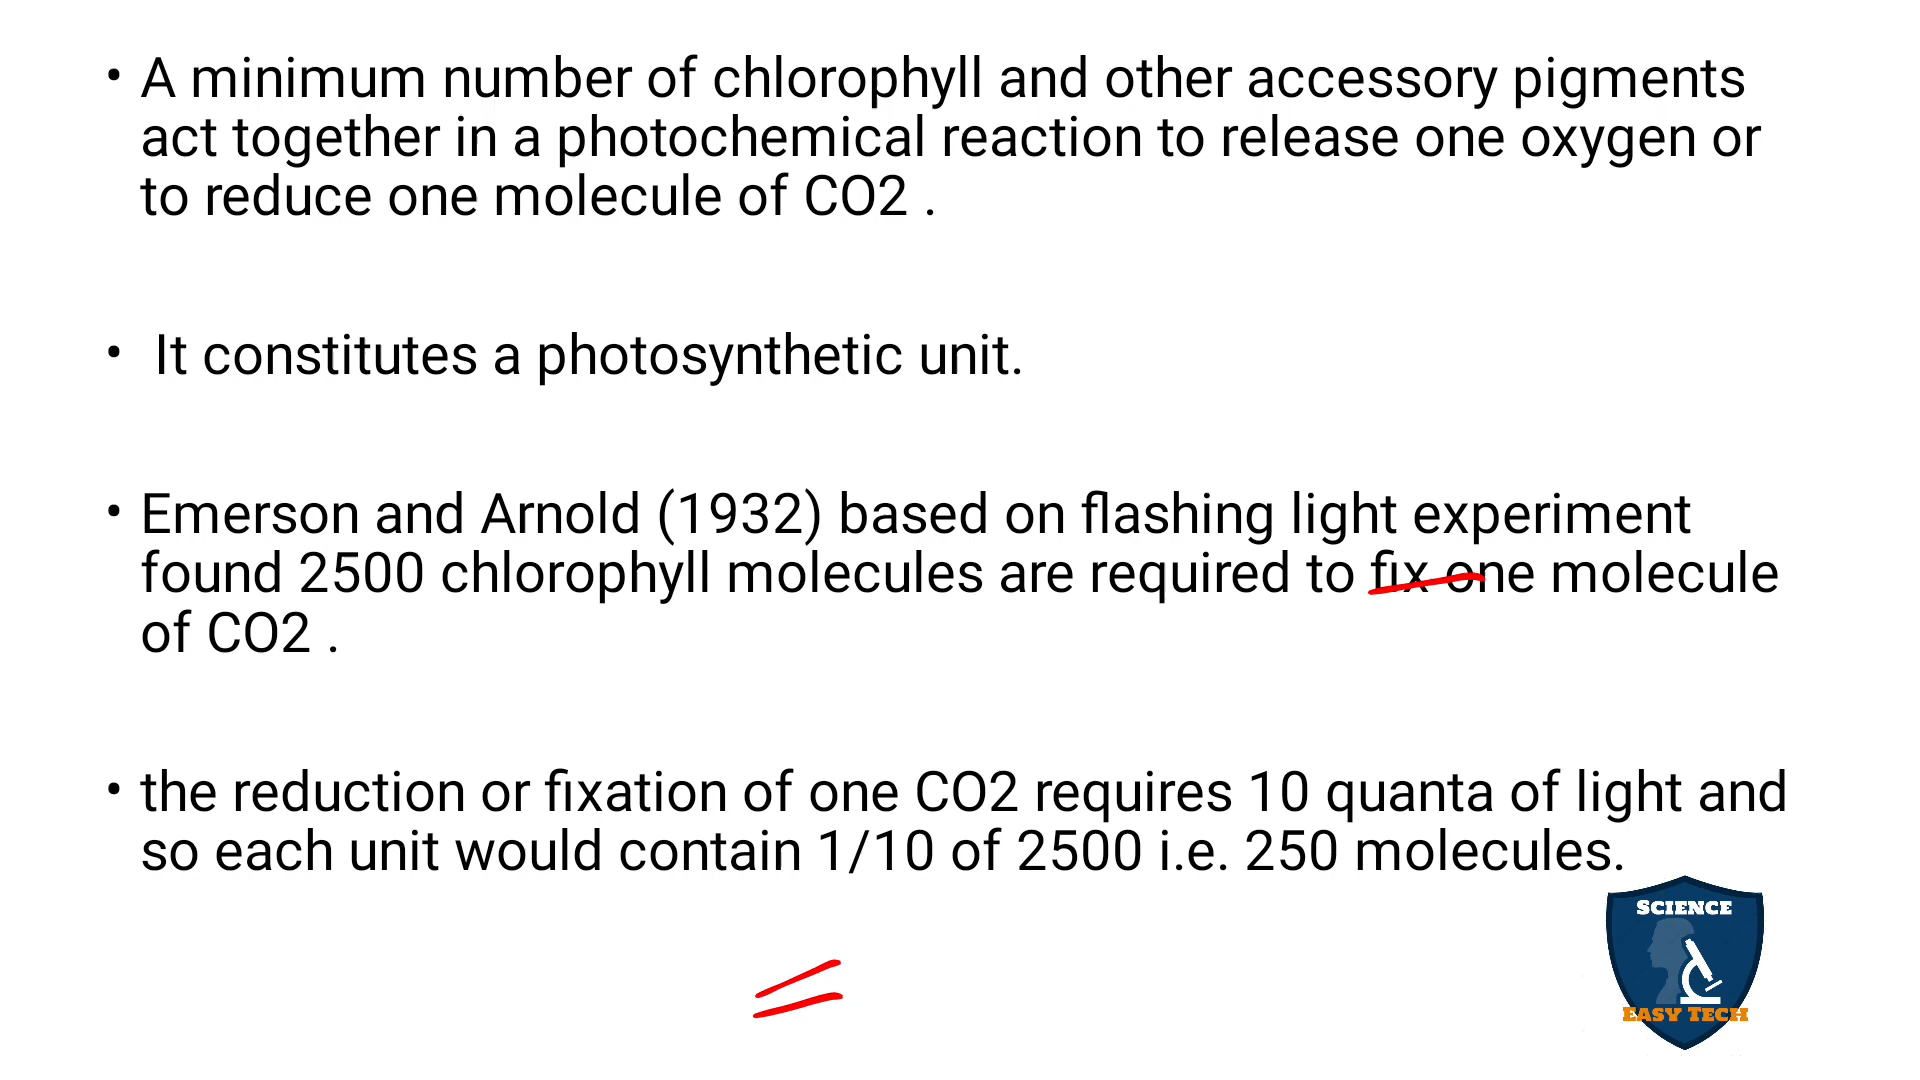 • A minimum number of chlorophyll and other accessory pigments
act together in a photochemical reaction to release one oxygen or
to reduce one molecule of CO2 .
• It constitutes a photosynthetic unit.
• Emerson and Arnold (1932) based on flashing light experiment
found 2500 chlorophyll molecules are required to fix one molecule
of CO2 .
• the reduction or fixation of one CO2 requires 10 quanta of light and
so each unit would contain 1/10 of 2500 i.e. 250 molecules.
SCIENCE
EASY TECH